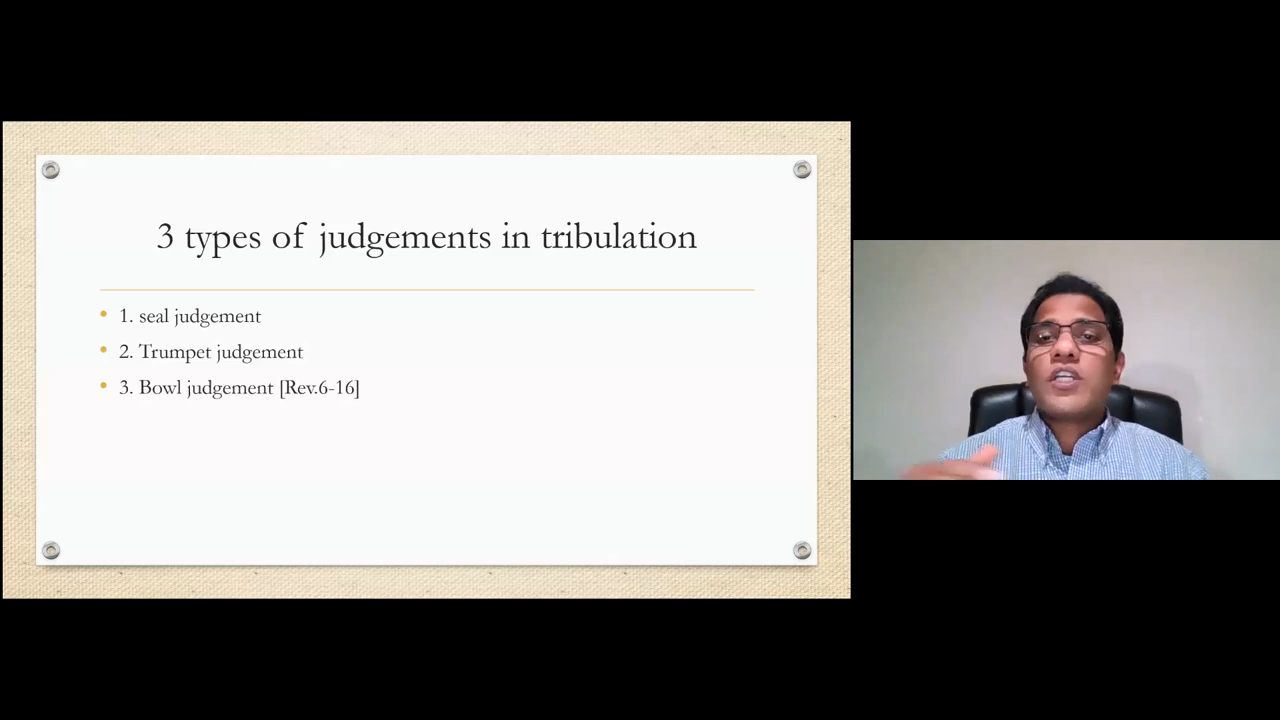 3 types of judgements in tribulation
• 1. seal judgement
• 2. Trumpet judgement
• 3. Bowl judgement [Rev.6-16]